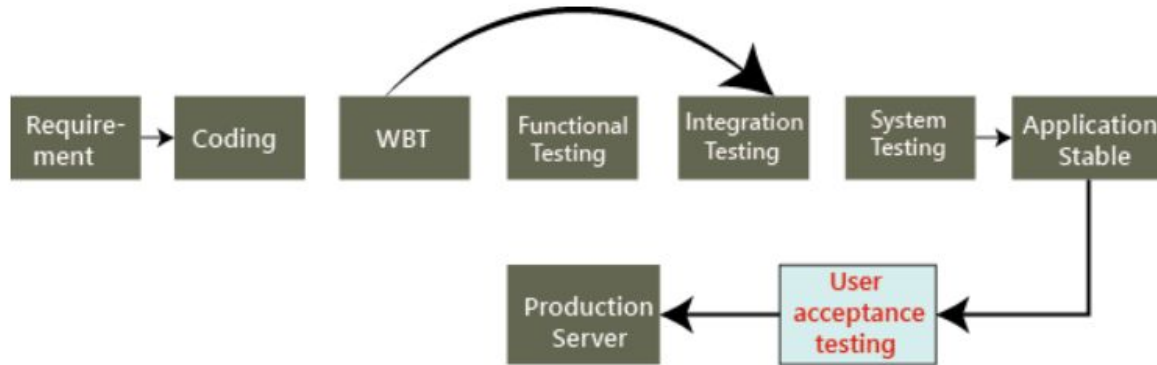 Require-
ment
Coding
WBT
Functional
Testing
Integration
Testing
System
Testing
Application
Stable
Production
Server
User
acceptance
testing